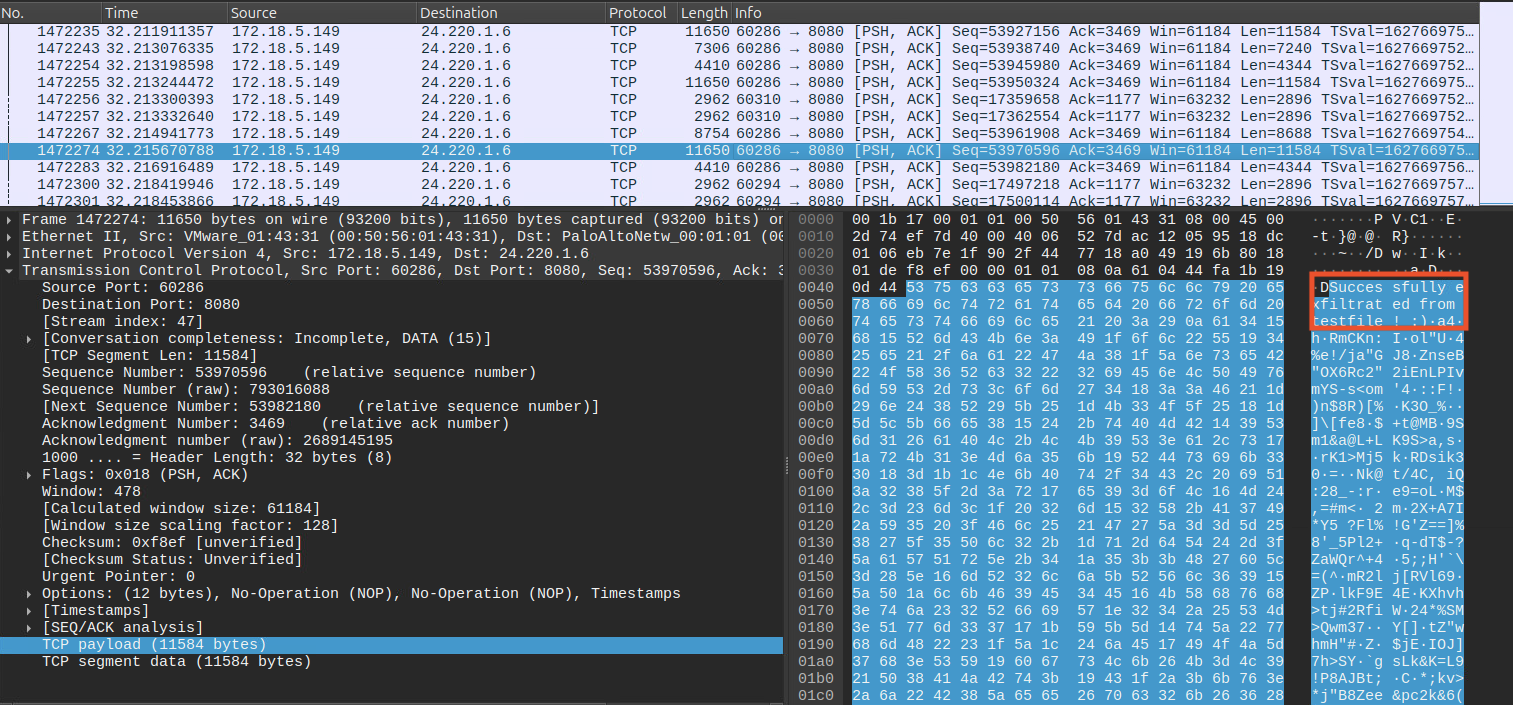 No. Time Source Destination Protocol Length Info
1472235 32.211911357 172.18.5.149 24.220.1.6 TCP 11650 60286 → 8080 [PSH, ACK] Seq=53927156 Ack=3469 Win=61184 Len=11584 TSval=162766975…
1472243 32.213076335 172.18.5.149 24.220.1.6 TCP 7306 60286 → 8080 [PSH, ACK] Seq=53938740 Ack=3469 Win=61184 Len=7240 TSval=1627669752…
1472254 32.213198598 172.18.5.149 24.220.1.6 TCP 4410 60286 → 8080 [PSH, ACK] Seq=53945980 Ack=3469 Win=61184 Len=4344 TSval=1627669752…
1472255 32.213244472 172.18.5.149 24.220.1.6 TCP 11650 60286 → 8080 [PSH, ACK] Seq=53950324 Ack=3469 Win=61184 Len=11584 TSval=162766975…
1472256 32.213300393 172.18.5.149 24.220.1.6 TCP 2962 60310 → 8080 [PSH, ACK] Seq=17359658 Ack=1177 Win=63232 Len=2896 TSval=1627669752…
1472257 32.213332640 172.18.5.149 24.220.1.6 TCP 2962 60310 → 8080 [PSH, ACK] Seq=17362554 Ack=1177 Win=63232 Len=2896 TSval=1627669752…
1472267 32.214941773 172.18.5.149 24.220.1.6 TCP 8754 60286 → 8080 [PSH, ACK] Seq=53961908 Ack=3469 Win=61184 Len=8688 TSval=1627669754…
1472274 32.215670788 172.18.5.149 24.220.1.6 TCP 11650 60286 → 8080 [PSH, ACK] Seq=53970596 Ack=3469 Win=61184 Len=11584 TSval=162766975…
1472283 32.216916489 172.18.5.149 24.220.1.6 TCP 4410 60286 → 8080 [PSH, ACK] Seq=53982180 Ack=3469 Win=61184 Len=4344 TSval=1627669756…
1472300 32.218419946 172.18.5.149 24.220.1.6 TCP 2962 60294 → 8080 [PSH, ACK] Seq=17497218 Ack=1177 Win=63232 Len=2896 TSval=1627669757…
1472301 32.218453866 172.18.5.149 24.220.1.6 TCP 2962 60294 → 8080 [PSH, ACK] Seq=17500114 Ack=1177 Win=63232 Len=2896 TSval=1627669757…
Frame 1472274: 11650 bytes on wire (93200 bits), 11650 bytes captured (93200 bits) on
Ethernet II, Src: VMware_01:43:31 (00:50:56:01:43:31), Dst: PaloAltoNetw_00:01:01 (00
Internet Protocol Version 4, Src: 172.18.5.149, Dst: 24.220.1.6
Transmission Control Protocol, Src Port: 60286, Dst Port: 8080, Seq: 53970596, Ack: 3
Source Port: 60286
Destination Port: 8080
[Stream index: 47]
[Conversation completeness: Incomplete, DATA (15)]
[TCP Segment Len: 11584]
Sequence Number: 53970596 (relative sequence number)
Sequence Number (raw): 793016088
[Next Sequence Number: 53982180 (relative sequence number)]
Acknowledgment Number: 3469 (relative ack number)
Acknowledgment number (raw): 2689145195
1000 .... = Header Length: 32 bytes (8)
Flags: 0x018 (PSH, ACK)
Window: 478
[Calculated window size: 61184]
[Window size scaling factor: 128]
Checksum: 0xf8ef [unverified]
[Checksum Status: Unverified]
Urgent Pointer: 0
Options: (12 bytes), No-Operation (NOP), No-Operation (NOP), Timestamps
[Timestamps]
[SEQ/ACK analysis]
TCP payload (11584 bytes)
TCP segment data (11584 bytes)
0000 00 1b 17 00 01 01 00 50 56 01 43 31 08 00 45 00 ·······P V·C1··E·
0010 2d 74 ef 7d 40 00 40 06 52 7d ac 12 05 95 18 dc -t·}@·@· R}······
0020 01 06 eb 7e 1f 90 2f 44 77 18 a0 49 19 6b 80 18 ···~··/D w··I·k··
0030 01 de f8 ef 00 00 01 01 08 0a 61 04 44 fa 1b 19 ·········· a·D···
0040 0d 44 53 75 63 63 65 73 73 66 75 6c 6c 79 20 65 ·DSucces sfully e
0050 78 66 69 6c 74 72 61 74 65 64 20 66 72 6f 6d 20 xfiltrat ed from
0060 74 65 73 74 66 69 6c 65 21 20 3a 29 0a 61 34 15 testfile ! :)·a4·
0070 68 15 52 6d 43 4b 6e 3a 49 1f 6f 6c 22 55 19 34 h·RmCKn: I·ol"U·4
0080 25 65 21 2f 6a 61 22 47 4a 38 1f 5a 6e 73 65 42 %e!/ja"G J8·ZnseB
0090 22 4f 58 36 52 63 32 22 32 69 45 6e 4c 50 49 76 "OX6Rc2" 2iEnLPIv
00a0 6d 59 53 2d 73 3c 6f 6d 27 34 18 3a 3a 46 21 1d mYS-s<om '4·::F!·
00b0 29 6e 24 38 52 29 5b 25 1d 4b 33 4f 5f 25 18 1d )n$8R)[% ·K3O_%··
00c0 5d 5c 5b 66 65 38 15 24 2b 74 40 4d 42 14 39 53 ]\[fe8·$ +t@MB·9S
00d0 6d 31 26 61 40 4c 2b 4c 4b 39 53 3e 61 2c 73 17 m1&a@L+L K9S>a,s·
00e0 1a 72 4b 31 3e 4d 6a 35 6b 19 52 44 73 69 6b 33 ·rK1>Mj5 k·RDsik3
00f0 30 18 3d 1b 1c 4e 6b 40 74 2f 34 43 2c 20 69 51 0·=··Nk@ t/4C, iQ
0100 3a 32 38 5f 2d 3a 72 17 65 39 3d 6f 4c 16 4d 24 :28_-:r· e9=oL·M$
0110 2c 3d 23 6d 3c 1f 20 32 6d 15 32 58 2b 41 37 49 ,=#m<· 2 m·2X+A7I
0120 2a 59 35 20 3f 46 6c 25 21 47 27 5a 3d 3d 5d 25 *Y5 ?Fl% !G'Z==]%
0130 38 27 5f 35 50 6c 32 2b 1d 71 2d 64 54 24 2d 3f 8'_5Pl2+ ·q-dT$-?
0140 5a 61 57 51 72 5e 2b 34 1a 35 3b 3b 48 27 60 5c ZaWQr^+4 ·5;;H'`\
0150 3d 28 5e 16 6d 52 32 6c 6a 5b 52 56 6c 36 39 15 =(^·mR2l j[RVl69·
0160 5a 50 1a 6c 6b 46 39 45 34 45 16 4b 58 68 76 68 ZP·lkF9E 4E·KXhvh
0170 3e 74 6a 23 32 52 66 69 57 1e 32 34 2a 25 53 4d >tj#2Rfi W·24*%SM
0180 3e 51 77 6d 33 37 17 1b 59 5b 5d 14 74 5a 22 77 >Qwm37·· Y[]·tZ"w
0190 68 6d 48 22 23 1f 5a 1c 24 6a 45 17 49 4f 4a 5d hmH"#·Z· $jE·IOJ]
01a0 37 68 3e 53 59 19 60 67 73 4c 6b 26 4b 3d 4c 39 7h>SY·`g sLk&K=L9
01b0 21 50 38 41 4a 42 74 3b 19 43 1f 2a 3b 6b 76 3e !P8AJBt; ·C·*;kv>
01c0 2a 6a 22 42 38 5a 65 65 26 70 63 32 6b 26 36 28 *j"B8Zee &pc2k&6(